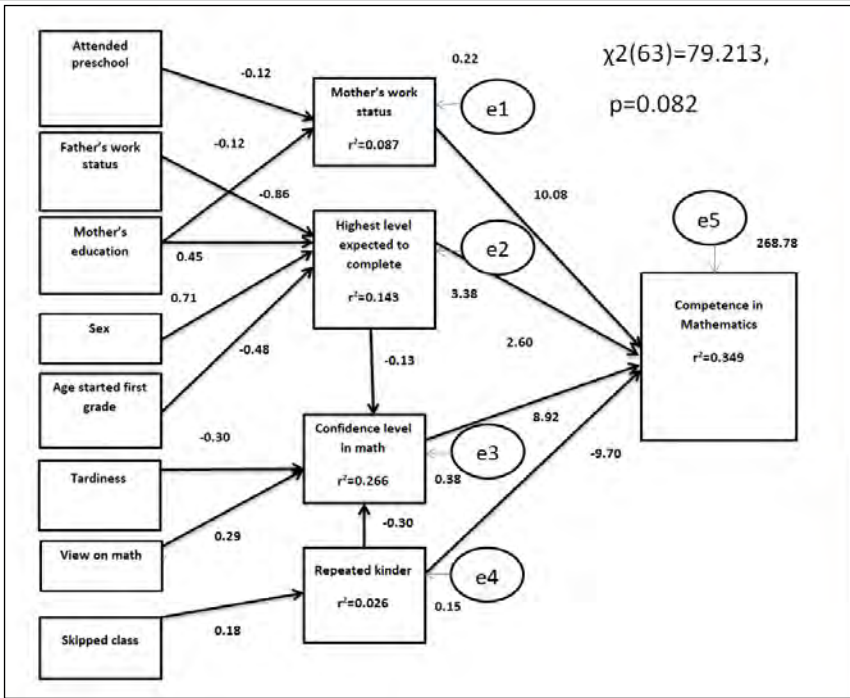 Attended
preschool
Father's work
status
Mother's
education
Sex
Age started first
grade
Tardiness
View on math
Skipped class
-0.12
-0.12
-0.86
0.45
0.71
-0.48
-0.30
0.29
0.18
Mother's work
status
r²=0.087
0.22
e1
Highest level
expected to
complete
r²=0.143
e2
3.38
-0.13
Confidence level
in math
r²=0.266
e3
0.38
-0.30
Repeated kinder
r²=0.026
e4
0.15
10.08
2.60
8.92
-9.70
χ2(63)=79.213,
p=0.082
e5
268.78
Competence in
Mathematics
r²=0.349